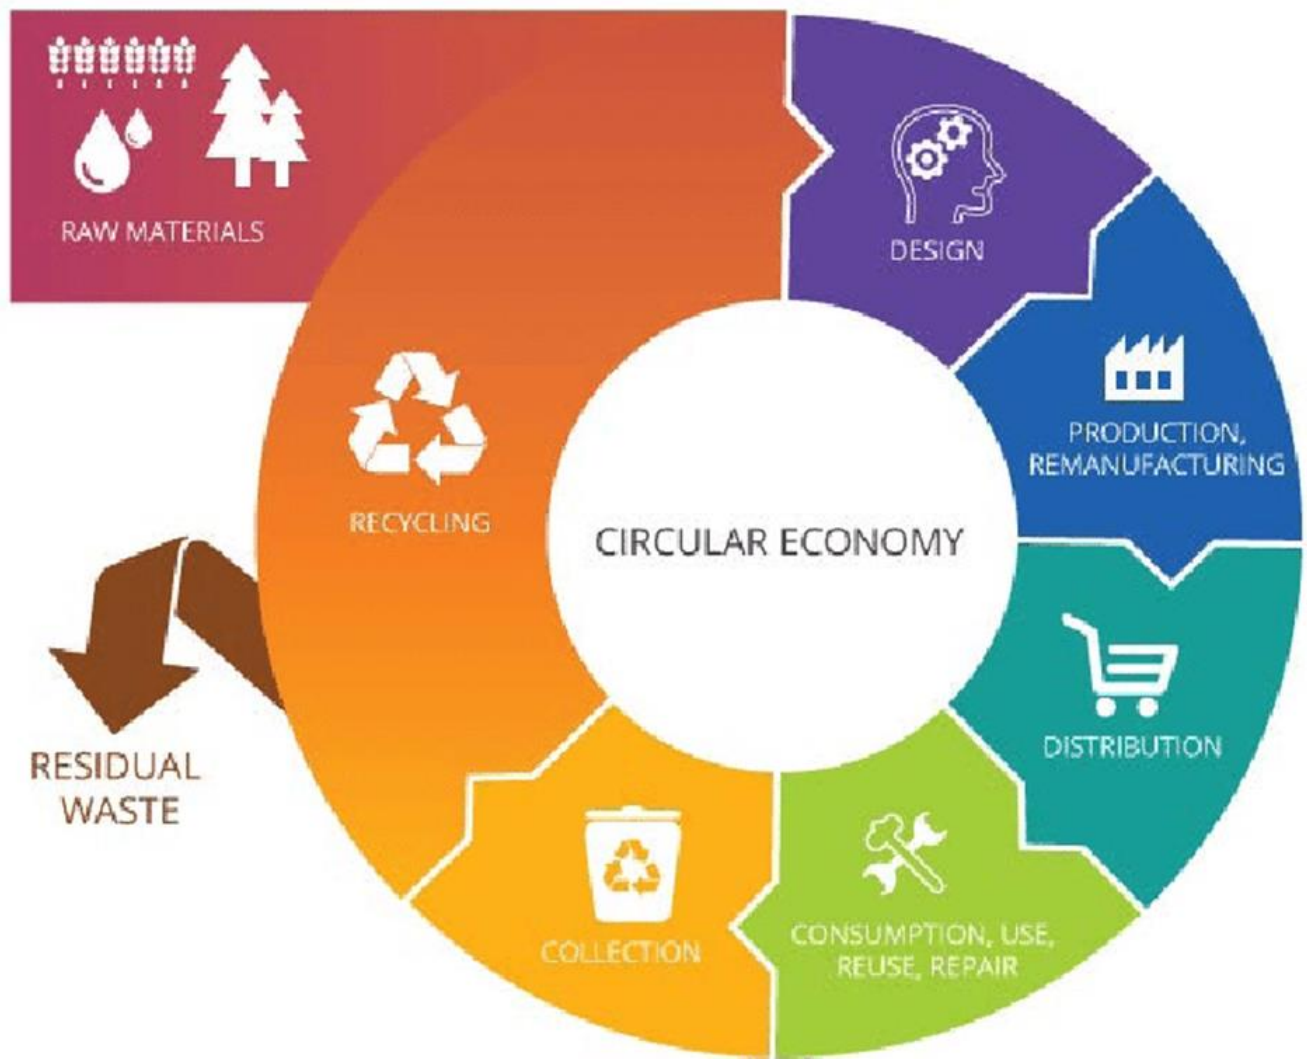 RAW MATERIALS
DESIGN
PRODUCTION,
REMANUFACTURING
RECYCLING
CIRCULAR ECONOMY
DISTRIBUTION
RESIDUAL
WASTE
COLLECTION
CONSUMPTION, USE,
REUSE, REPAIR